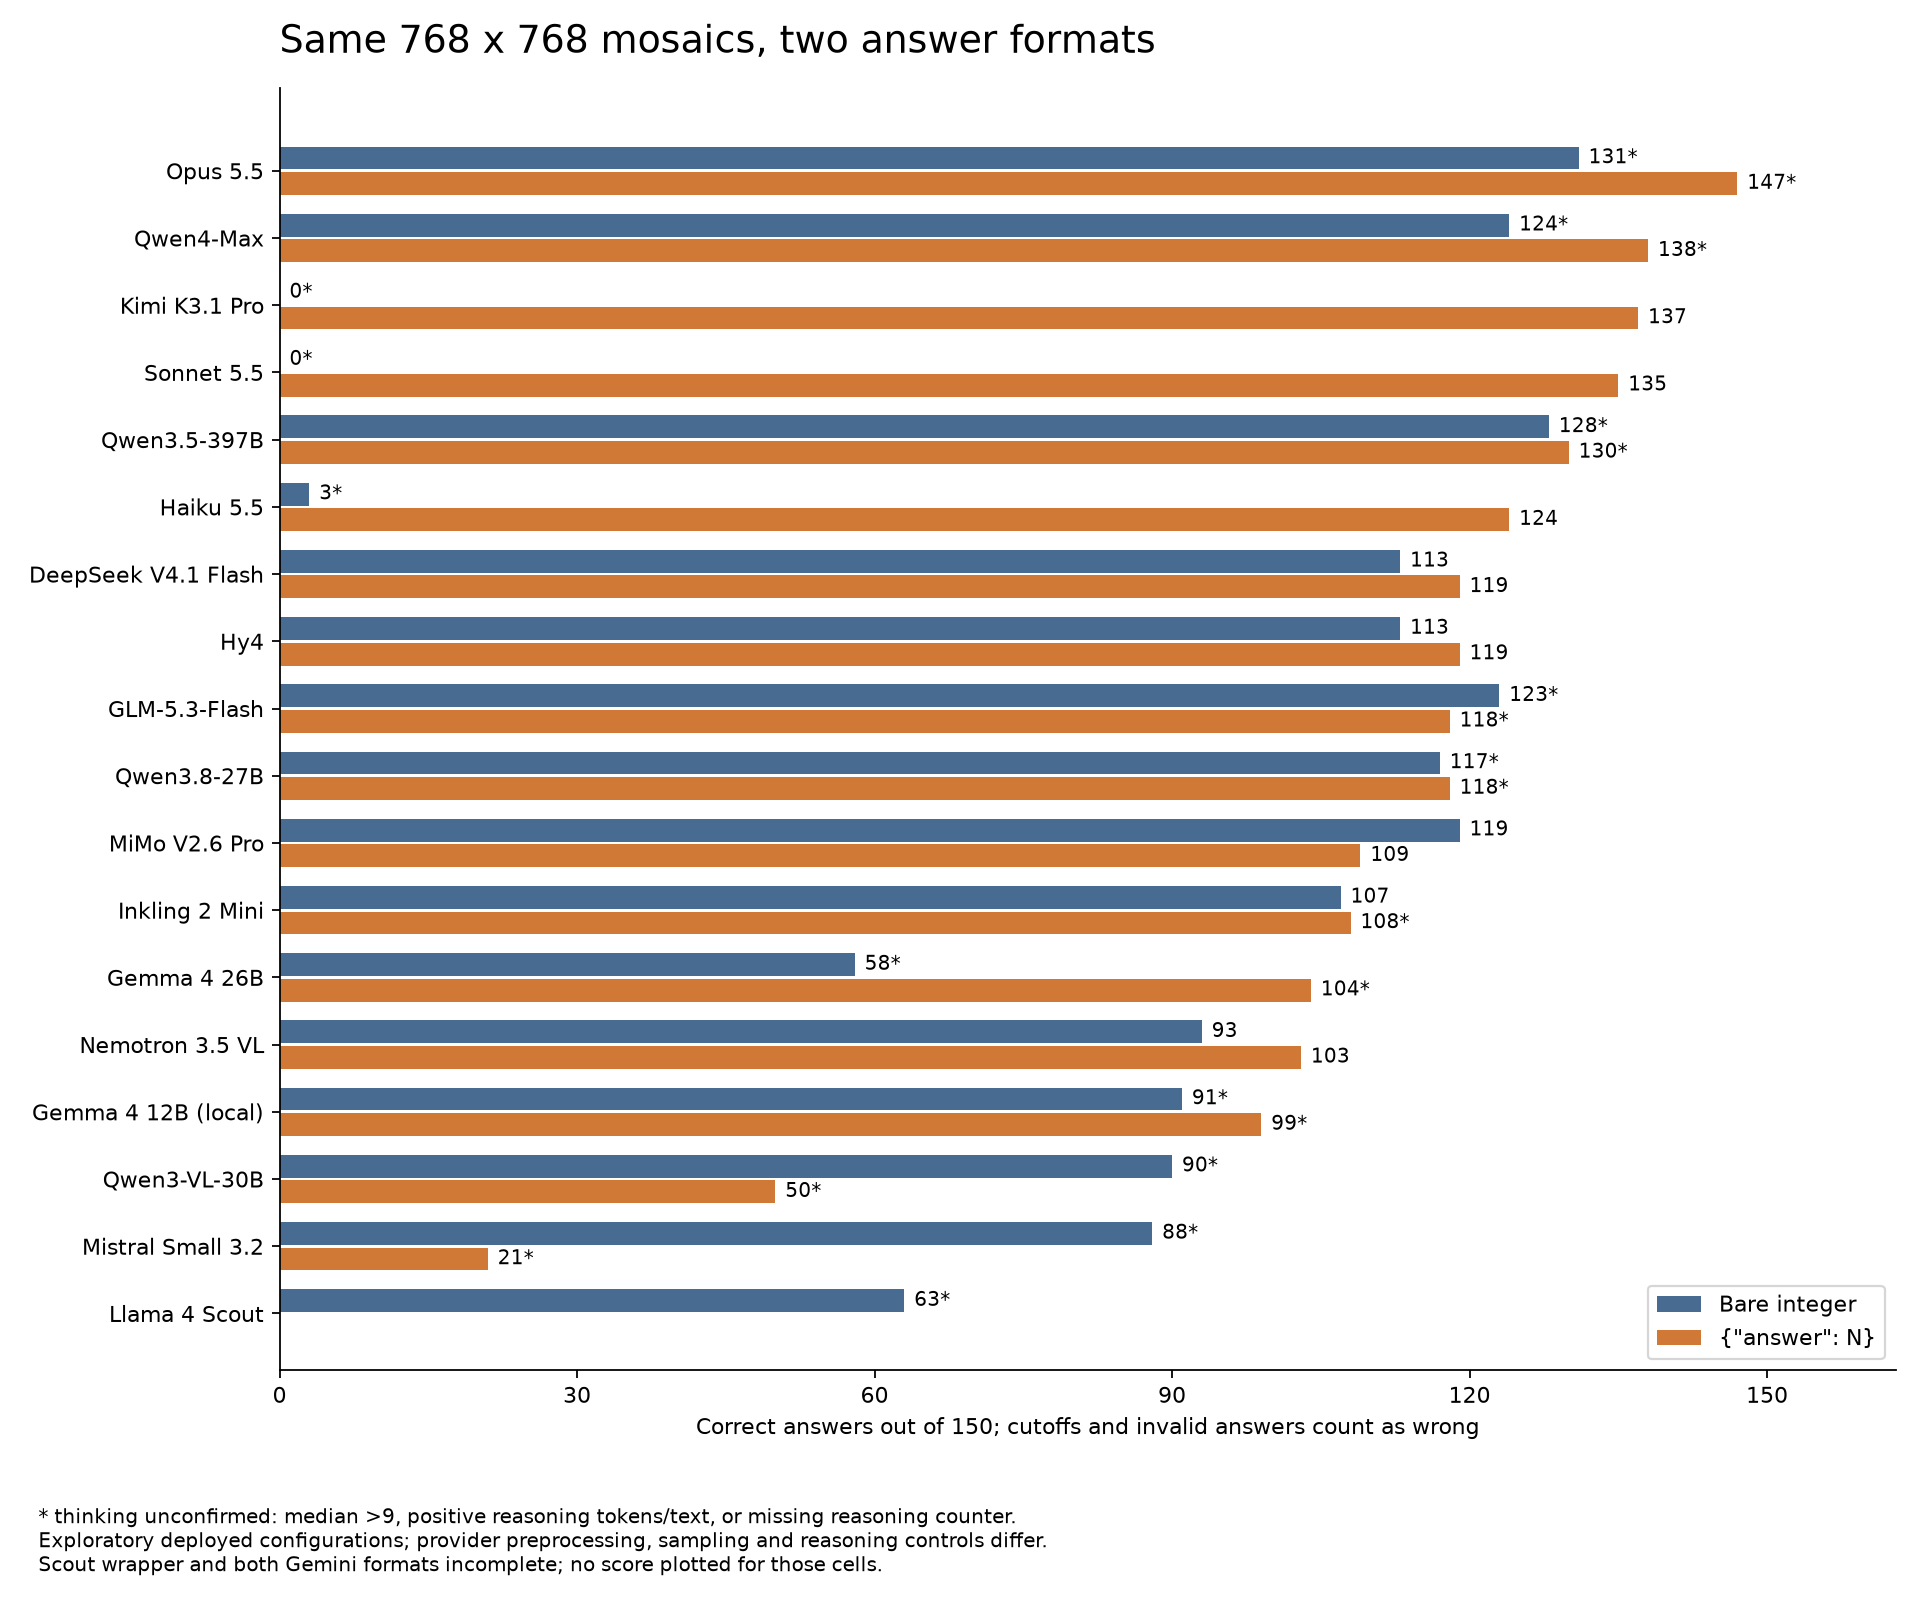 Same 768 x 768 mosaics, two answer formats
Opus 5.5
131*
147*
Qwen4-Max
124*
138*
Kimi K3.1 Pro
0*
137
Sonnet 5.5
0*
135
Qwen3.5-397B
128*
130*
Haiku 5.5
3*
124
DeepSeek V4.1 Flash
113
119
Hy4
113
119
GLM-5.3-Flash
123*
118*
Qwen3.8-27B
117*
118*
MiMo V2.6 Pro
119
109
Inkling 2 Mini
107
108*
Gemma 4 26B
58*
104*
Nemotron 3.5 VL
93
103
Gemma 4 12B (local)
91*
99*
Qwen3-VL-30B
90*
50*
Mistral Small 3.2
88*
21*
Llama 4 Scout
63*
Bare integer
{"answer": N}
0 30 60 90 120 150
Correct answers out of 150; cutoffs and invalid answers count as wrong
* thinking unconfirmed: median >9, positive reasoning tokens/text, or missing reasoning counter.
Exploratory deployed configurations; provider preprocessing, sampling and reasoning controls differ.
Scout wrapper and both Gemini formats incomplete; no score plotted for those cells.